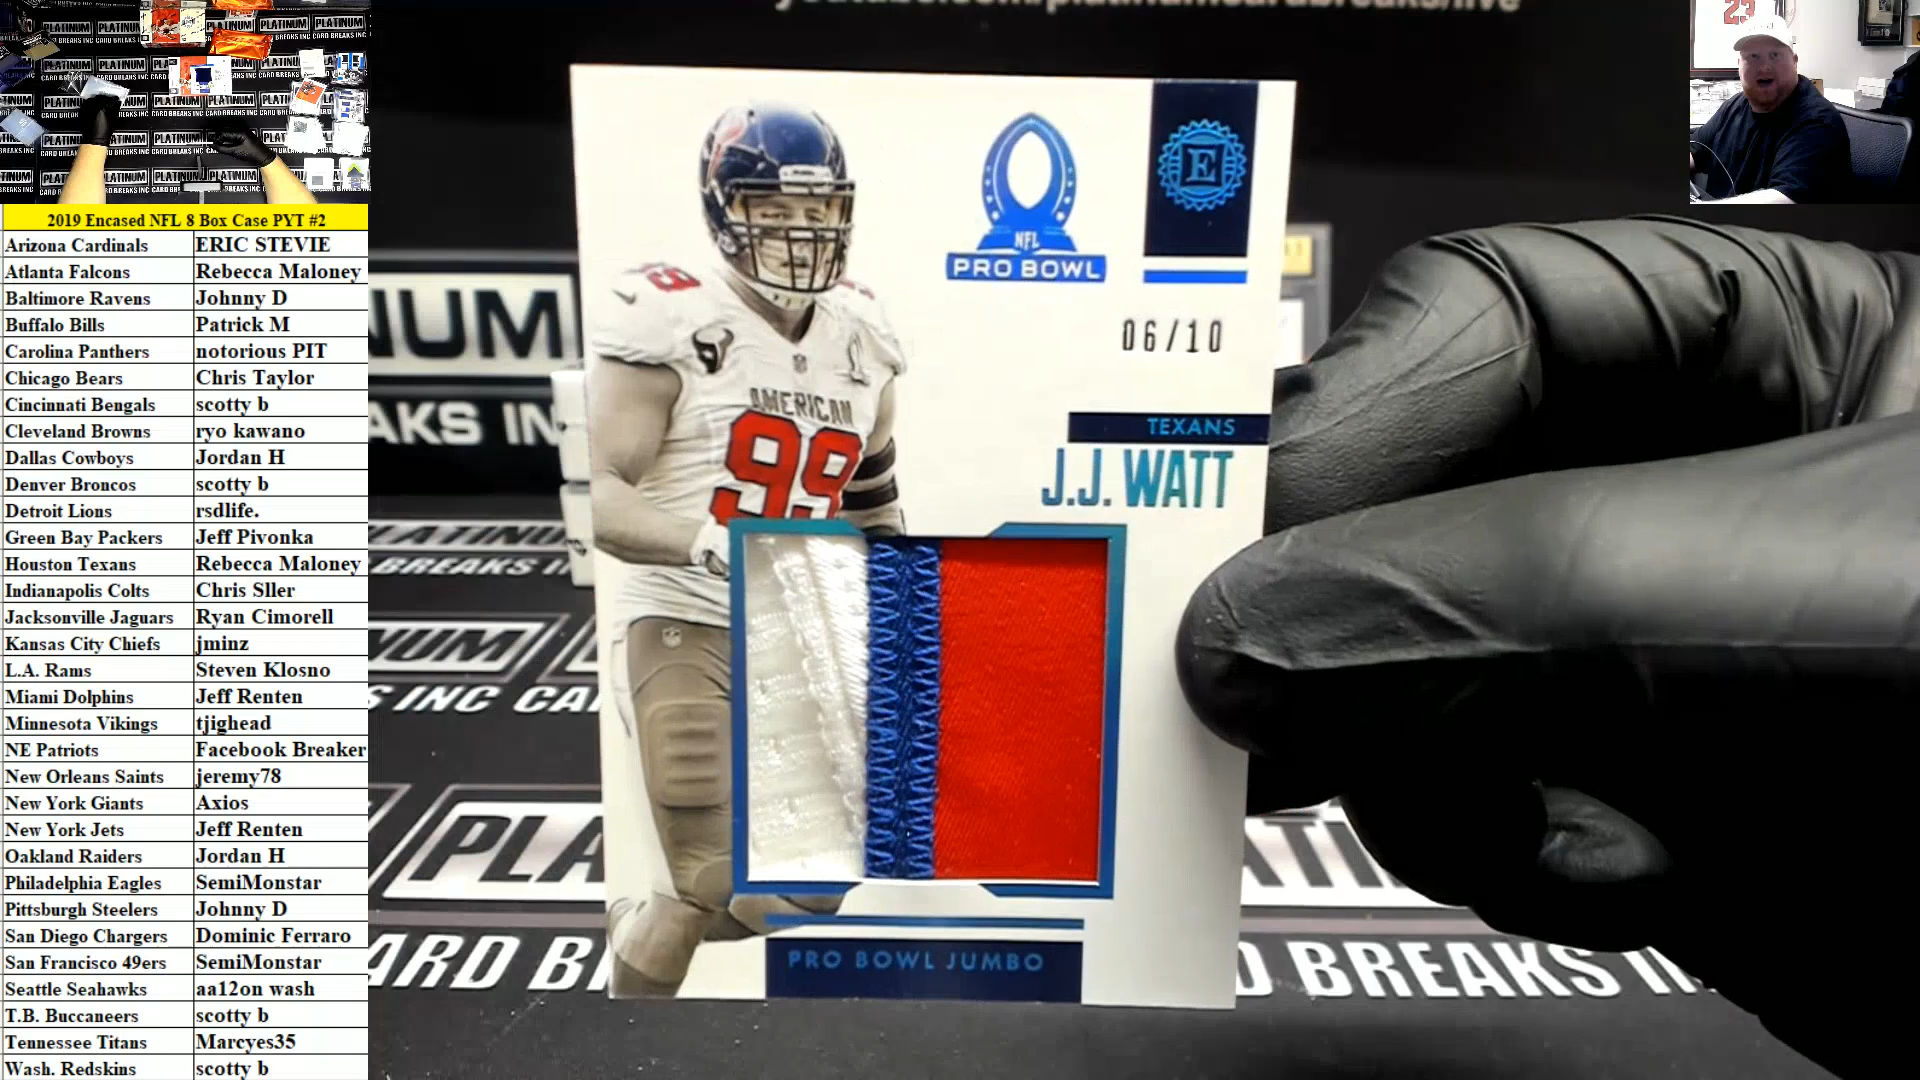 youtube.com/platinumcardbreaks/live
2019 Encased NFL 8 Box Case PYT #2
Arizona Cardinals ERIC STEVIE
Atlanta Falcons Rebecca Maloney
Baltimore Ravens Johnny D
Buffalo Bills Patrick M
Carolina Panthers notorious PIT
Chicago Bears Chris Taylor
Cincinnati Bengals scotty b
Cleveland Browns ryo kawano
Dallas Cowboys Jordan H
Denver Broncos scotty b
Detroit Lions rsdlife.
Green Bay Packers Jeff Pivonka
Houston Texans Rebecca Maloney
Indianapolis Colts Chris Sller
Jacksonville Jaguars Ryan Cimorell
Kansas City Chiefs jminz
L.A. Rams Steven Klosno
Miami Dolphins Jeff Renten
Minnesota Vikings tjighead
NE Patriots Facebook Breaker
New Orleans Saints jeremy78
New York Giants Axios
New York Jets Jeff Renten
Oakland Raiders Jordan H
Philadelphia Eagles SemiMonstar
Pittsburgh Steelers Johnny D
San Diego Chargers Dominic Ferraro
San Francisco 49ers SemiMonstar
Seattle Seahawks aa12on wash
T.B. Buccaneers scotty b
Tennessee Titans Marcyes35
Wash. Redskins scotty b
E
NFL
PRO BOWL
06/10
TEXANS
J.J. WATT
AMERICAN
99
PRO BOWL JUMBO
23